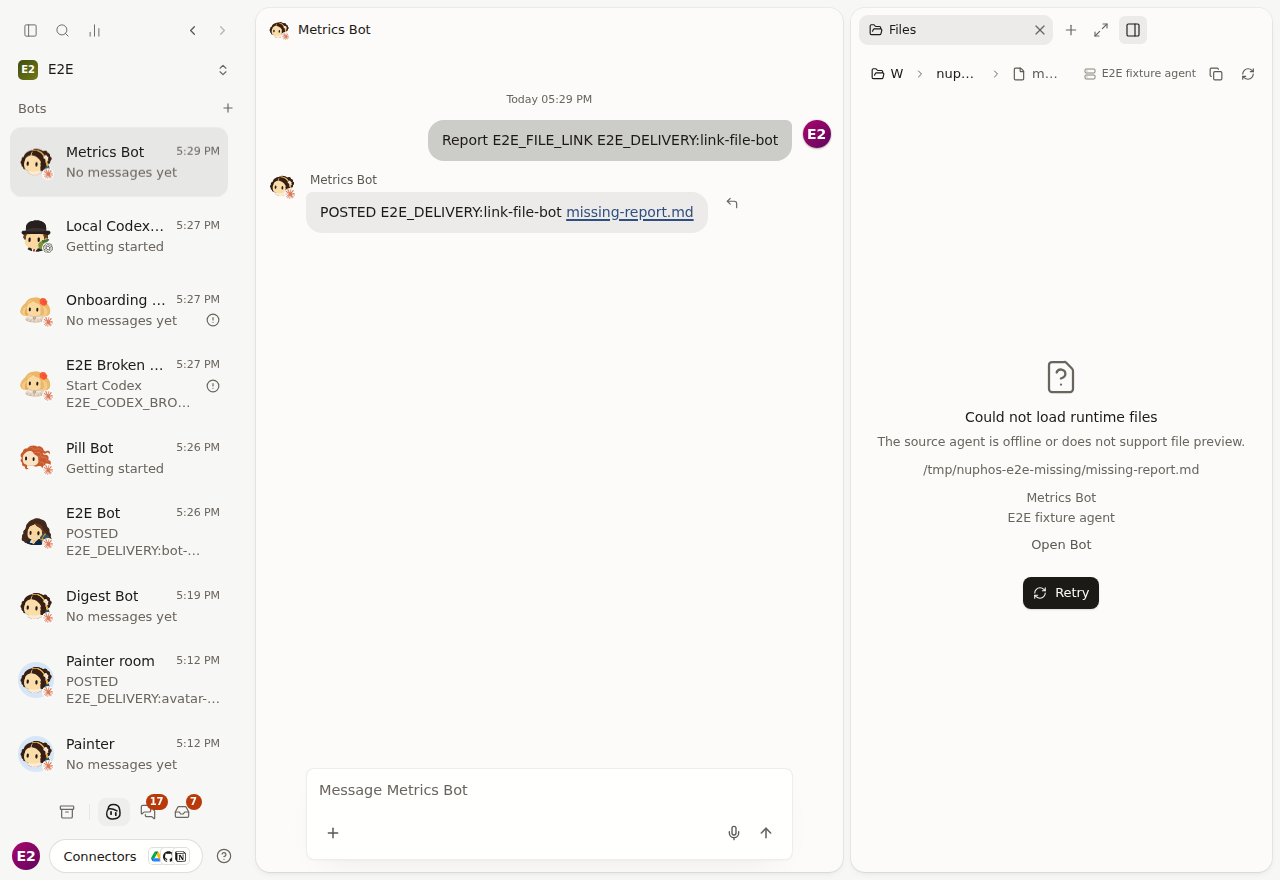 E2 E2E
Bots
Metrics Bot 5:29 PM
No messages yet
Local Codex... 5:27 PM
Getting started
Onboarding ... 5:27 PM
No messages yet
E2E Broken ... 5:27 PM
Start Codex
E2E_CODEX_BRO...
Pill Bot 5:26 PM
Getting started
E2E Bot 5:26 PM
POSTED
E2E_DELIVERY:bot-...
Digest Bot 5:19 PM
No messages yet
Painter room 5:12 PM
POSTED
E2E_DELIVERY:avatar-...
Painter 5:12 PM
No messages yet
17 7
E2 Connectors
Metrics Bot
Today 05:29 PM
Report E2E_FILE_LINK E2E_DELIVERY:link-file-bot E2
Metrics Bot
POSTED E2E_DELIVERY:link-file-bot missing-report.md
Message Metrics Bot
Files
W nup... m... E2E fixture agent
Could not load runtime files
The source agent is offline or does not support file preview.
/tmp/nuphos-e2e-missing/missing-report.md
Metrics Bot
E2E fixture agent
Open Bot
Retry